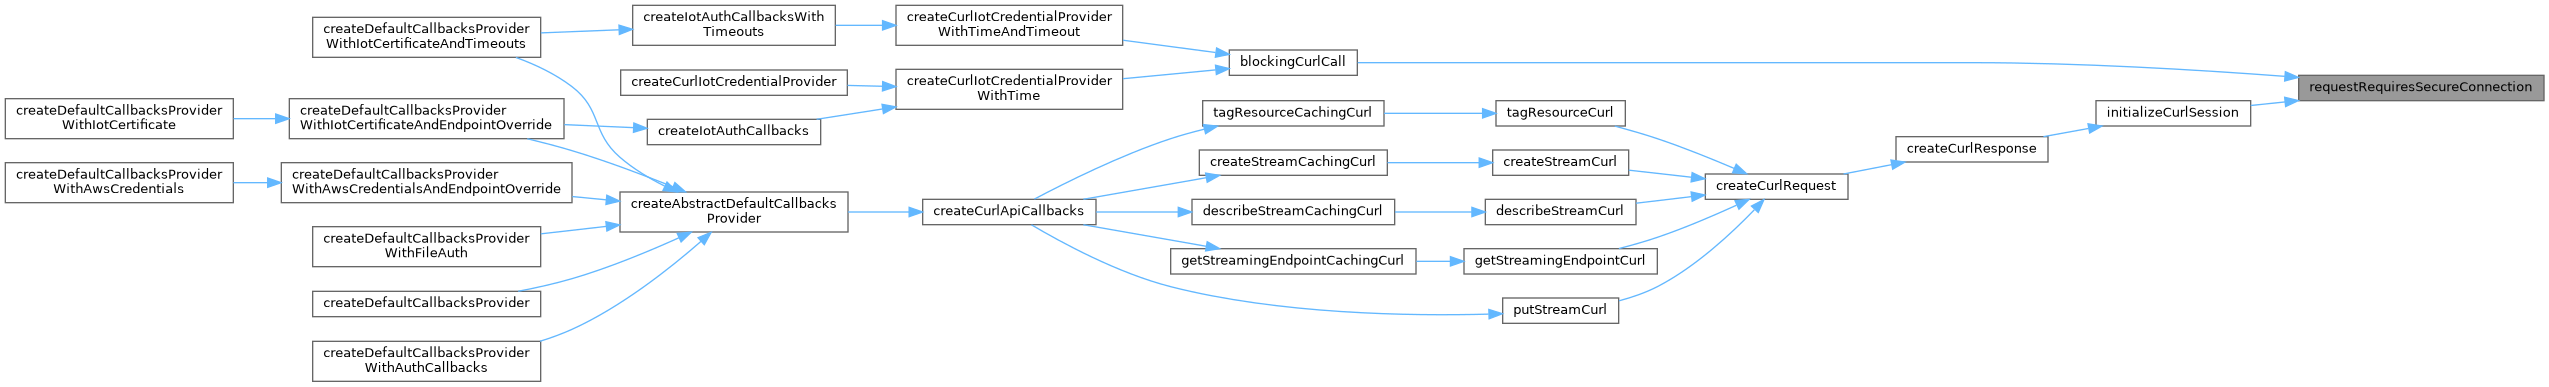 createDefaultCallbacksProvider
WithIotCertificateAndTimeouts
createIotAuthCallbacksWith
Timeouts
createCurlIotCredentialProvider
WithTimeAndTimeout
blockingCurlCall
requestRequiresSecureConnection
createCurlIotCredentialProvider
createCurlIotCredentialProvider
WithTime
createDefaultCallbacksProvider
WithIotCertificate
createDefaultCallbacksProvider
WithIotCertificateAndEndpointOverride
createIotAuthCallbacks
tagResourceCachingCurl
tagResourceCurl
initializeCurlSession
createCurlResponse
createStreamCachingCurl
createStreamCurl
createCurlRequest
createDefaultCallbacksProvider
WithAwsCredentials
createDefaultCallbacksProvider
WithAwsCredentialsAndEndpointOverride
createAbstractDefaultCallbacks
Provider
createCurlApiCallbacks
describeStreamCachingCurl
describeStreamCurl
createDefaultCallbacksProvider
WithFileAuth
getStreamingEndpointCachingCurl
getStreamingEndpointCurl
createDefaultCallbacksProvider
putStreamCurl
createDefaultCallbacksProvider
WithAuthCallbacks